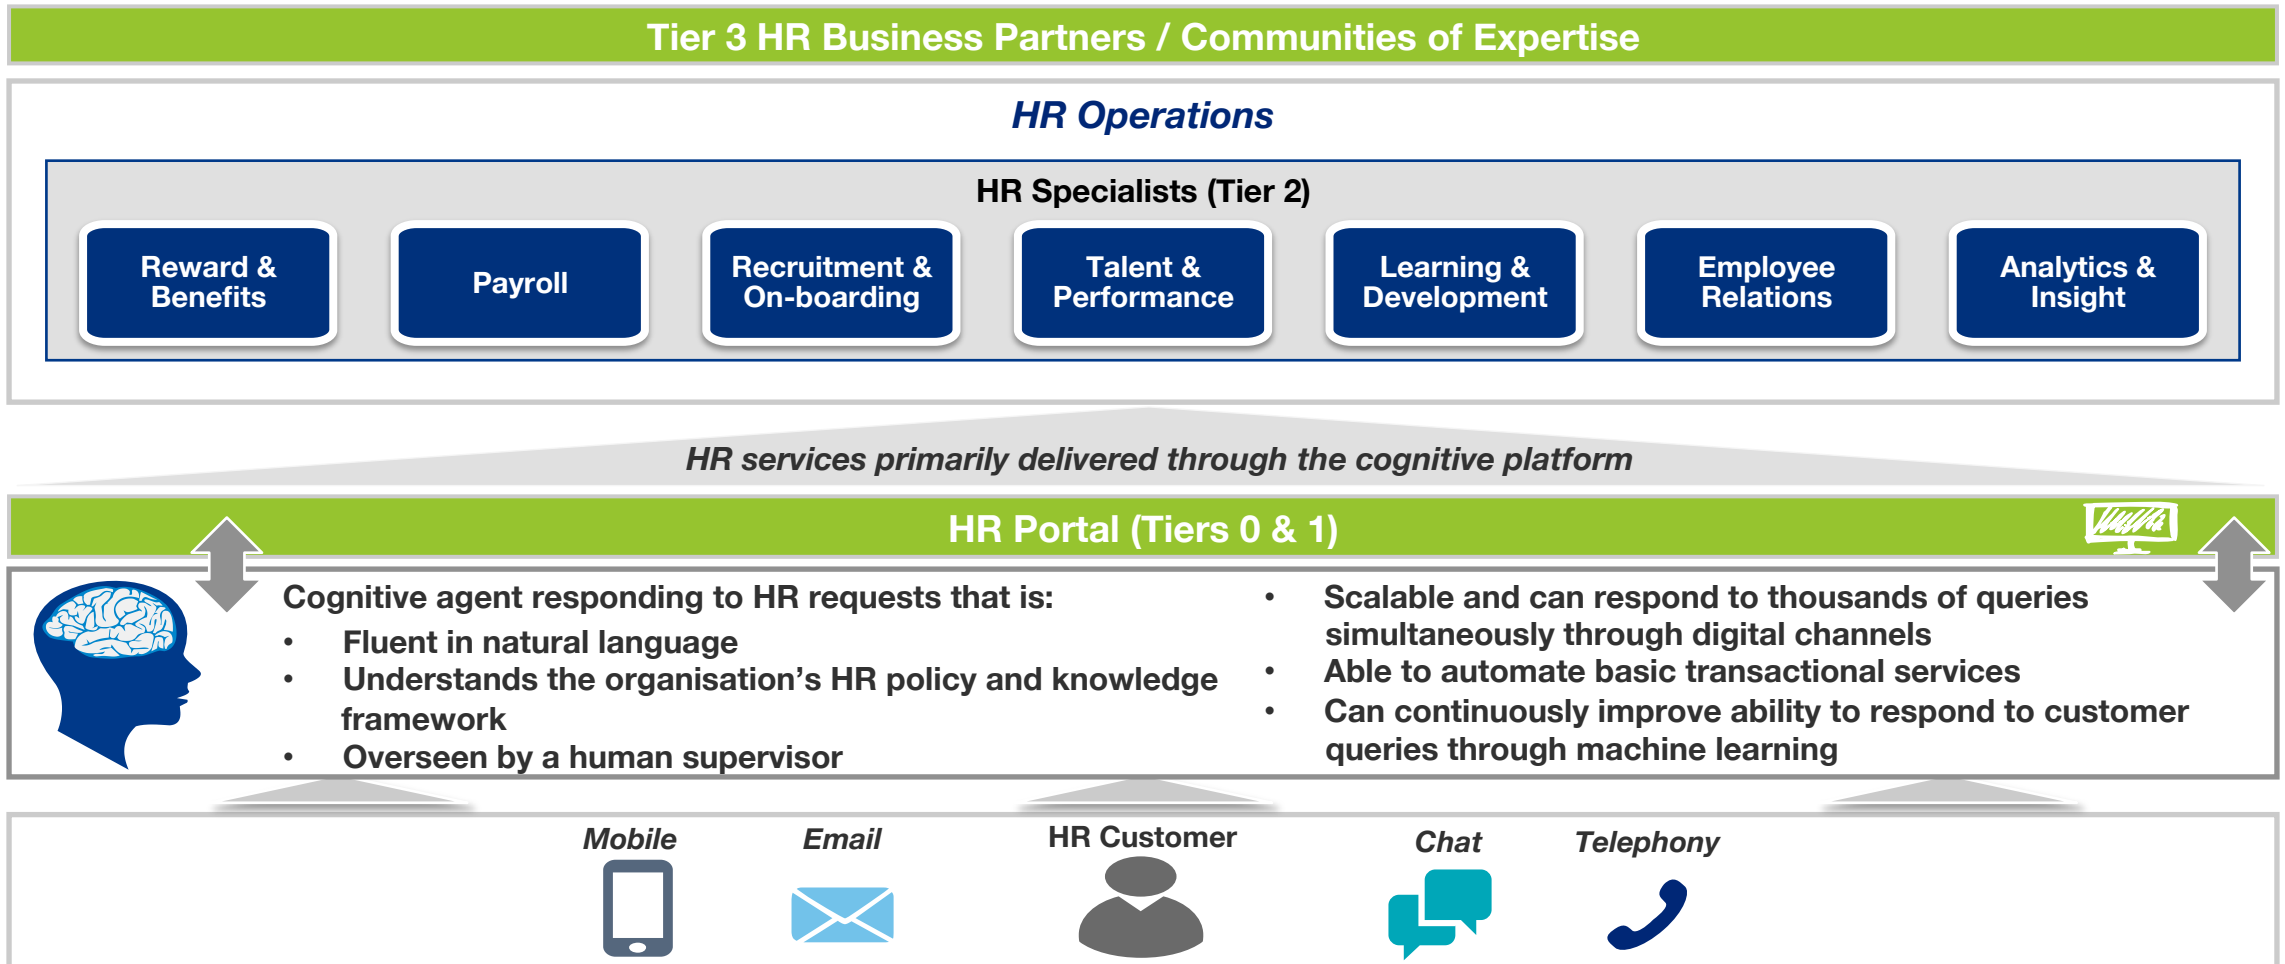 Tier 3 HR Business Partners / Communities of Expertise
HR Operations
HR Specialists (Tier 2)
Reward &
Benefits
Payroll
Recruitment &
On-boarding
Talent &
Performance
Learning &
Development
Employee
Relations
Analytics &
Insight
HR services primarily delivered through the cognitive platform
HR Portal (Tiers 0 & 1)
Cognitive agent responding to HR requests that is:
• Fluent in natural language
• Understands the organisation’s HR policy and knowledge
framework
• Overseen by a human supervisor
• Scalable and can respond to thousands of queries
simultaneously through digital channels
• Able to automate basic transactional services
• Can continuously improve ability to respond to customer
queries through machine learning
Mobile
Email
HR Customer
Chat
Telephony